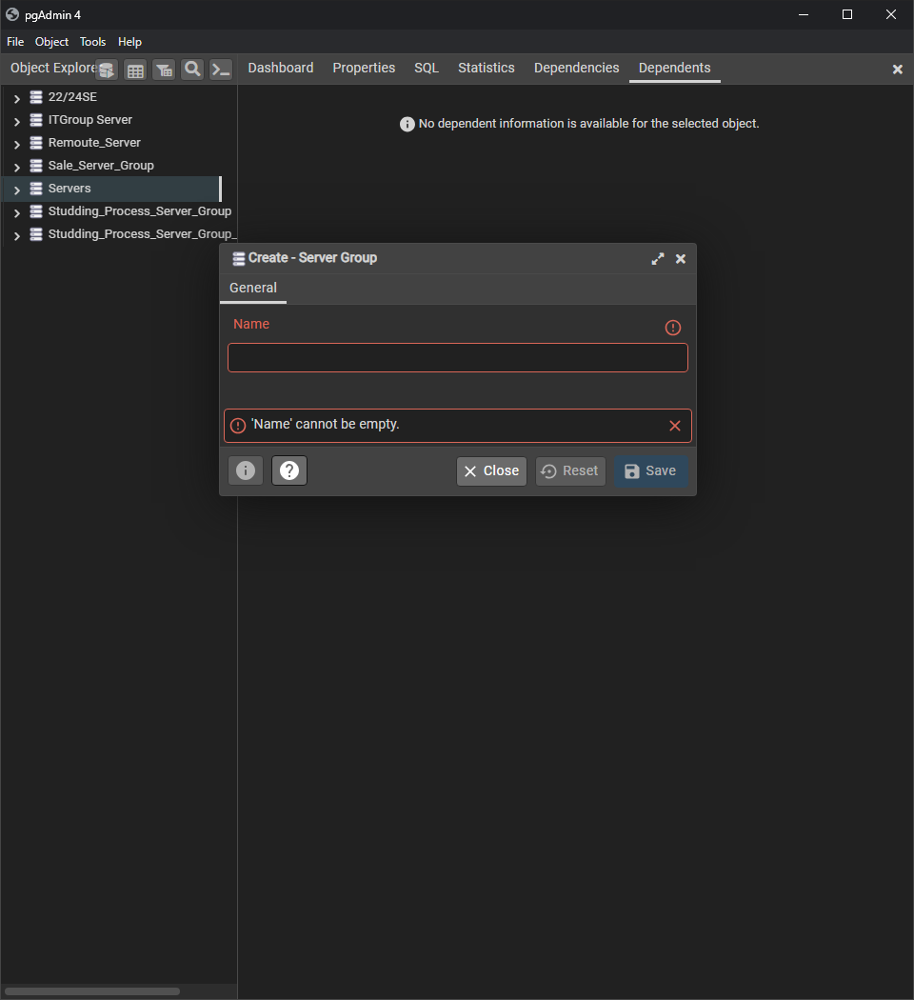 pgAdmin 4
File Object Tools Help
Object Explore
Dashboard Properties SQL Statistics Dependencies Dependents
22/24SE
ITGroup Server
Remoute_Server
Sale_Server_Group
Servers
Studding_Process_Server_Group
Studding_Process_Server_Group_
No dependent information is available for the selected object.
Create - Server Group
General
Name
'Name' cannot be empty.
Close Reset Save